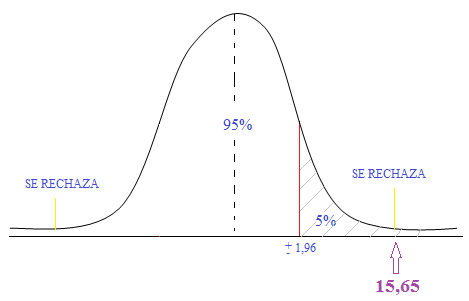 95%
SE RECHAZA
SE RECHAZA
5%
± 1,96
15,65